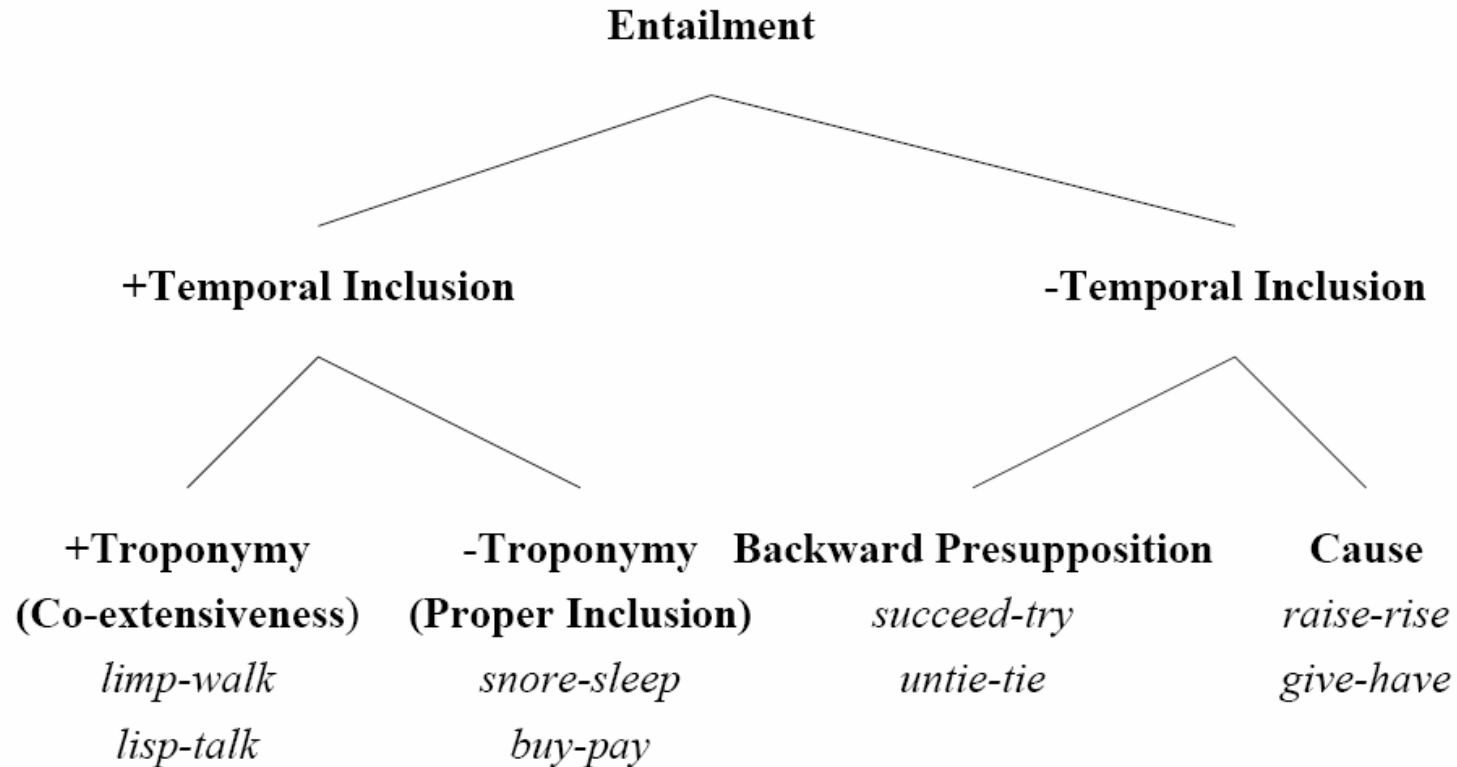 Entailment
+Temporal Inclusion -Temporal Inclusion
+Troponymy -Troponymy Backward Presupposition Cause
(Co-extensiveness) (Proper Inclusion) succeed-try raise-rise
limp-walk snore-sleep untie-tie give-have
lisp-talk buy-pay